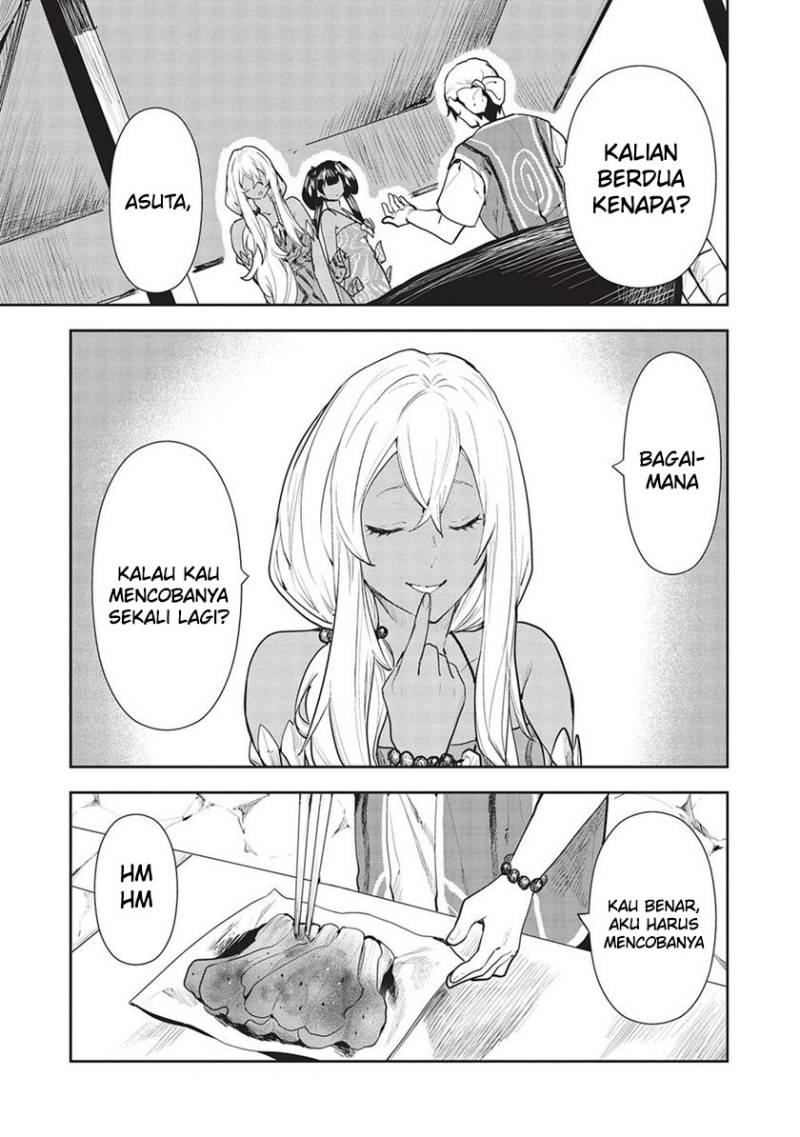 KALIAN
BERDUA
KENAPA?
ASUTA,
BAGAI-
MANA
KALAU KAU
MENCOBANYA
SEKALI LAGI?
KAU BENAR,
AKU HARUS
MENCOBANYA
HM
HM